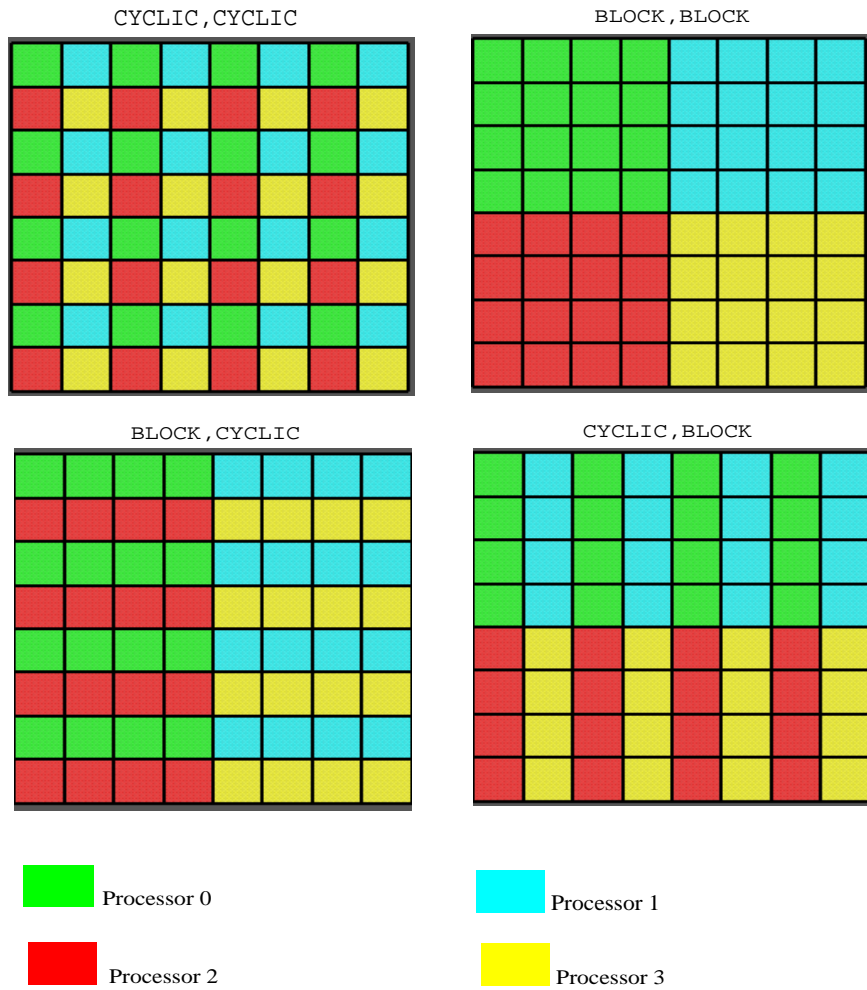 CYCLIC,CYCLIC
BLOCK,BLOCK
BLOCK,CYCLIC
CYCLIC,BLOCK
Processor 0
Processor 1
Processor 2
Processor 3